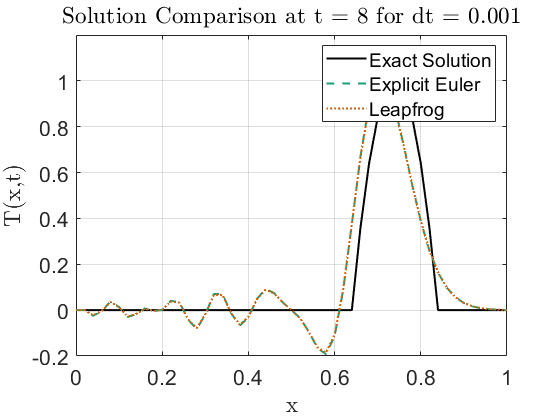 Solution Comparison at t = 8 for dt = 0.001
Exact Solution
Explicit Euler
Leapfrog
T(x,t)
1
0.8
0.6
0.4
0.2
0
-0.2
0 0.2 0.4 0.6 0.8 1
x